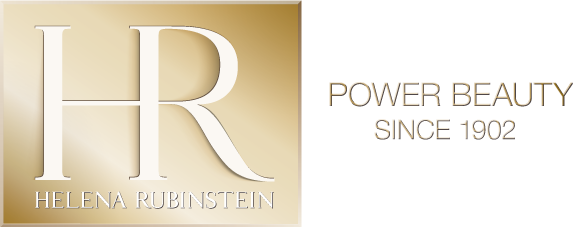 HR
HELENA RUBINSTEIN
POWER BEAUTY
SINCE 1902